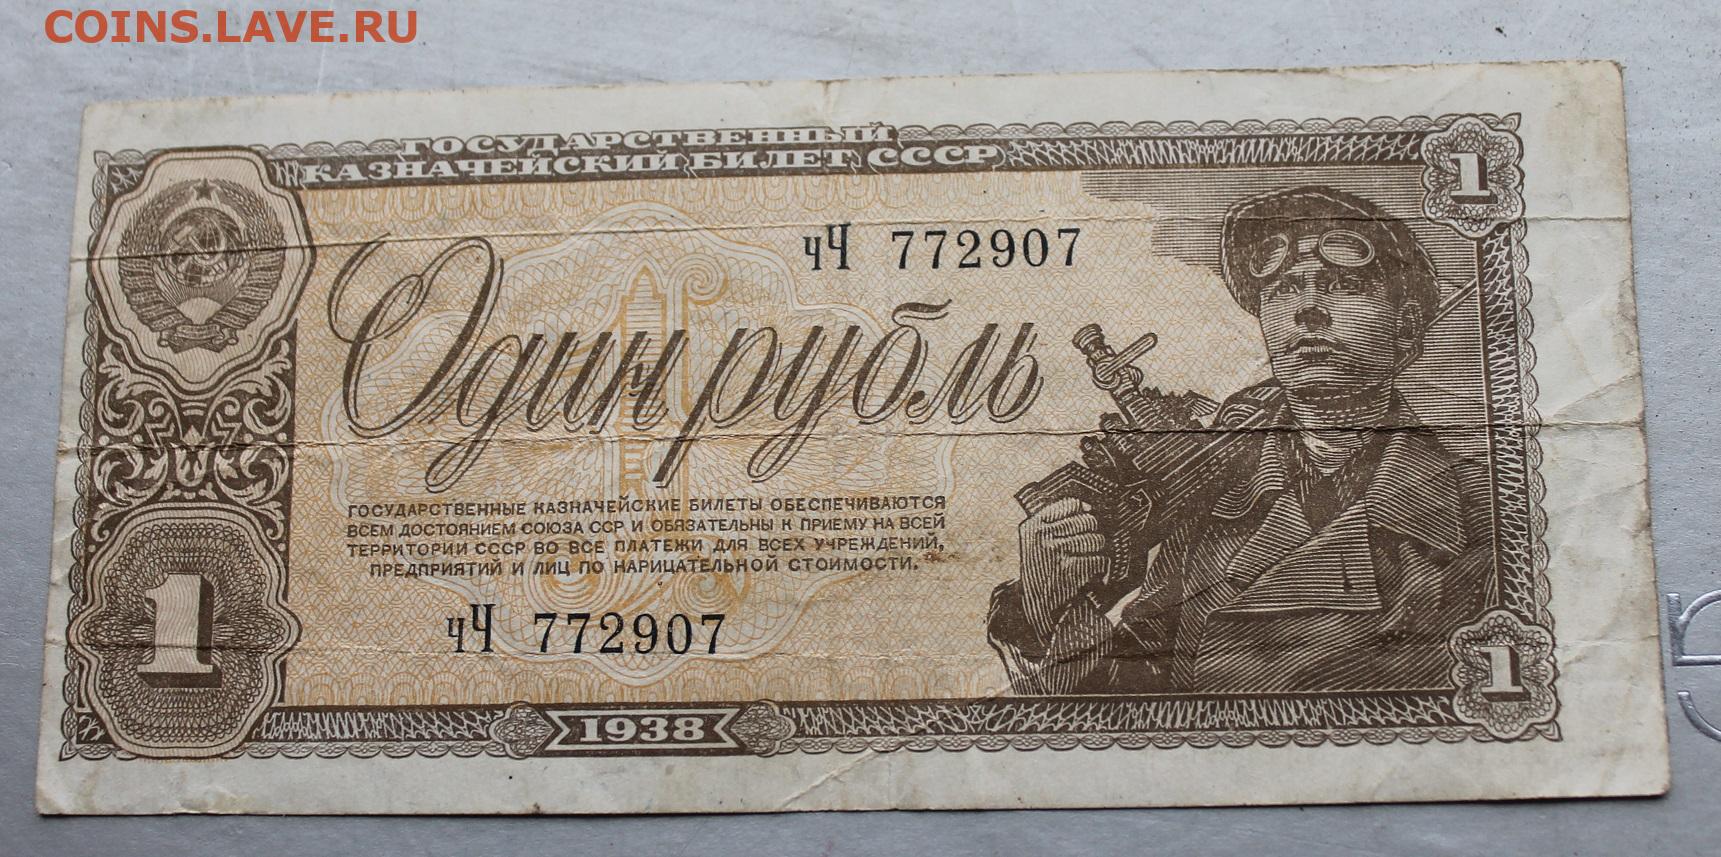 COINS.LAVE.RU
ГОСУДАРСТВЕННЫЙ
КАЗНАЧЕЙСКИЙ БИЛЕТ СССР
1
чЧ 772907
Один рубль
ГОСУДАРСТВЕННЫЕ КАЗНАЧЕЙСКИЕ БИЛЕТЫ ОБЕСПЕЧИВАЮТСЯ
ВСЕМ ДОСТОЯНИЕМ СОЮЗА ССР И ОБЯЗАТЕЛЬНЫ К ПРИЕМУ НА ВСЕЙ
ТЕРРИТОРИИ СССР ВО ВСЕ ПЛАТЕЖИ ДЛЯ ВСЕХ УЧРЕЖДЕНИЙ,
ПРЕДПРИЯТИЙ И ЛИЦ ПО НАРИЦАТЕЛЬНОЙ СТОИМОСТИ.
1
чЧ 772907
1
1938